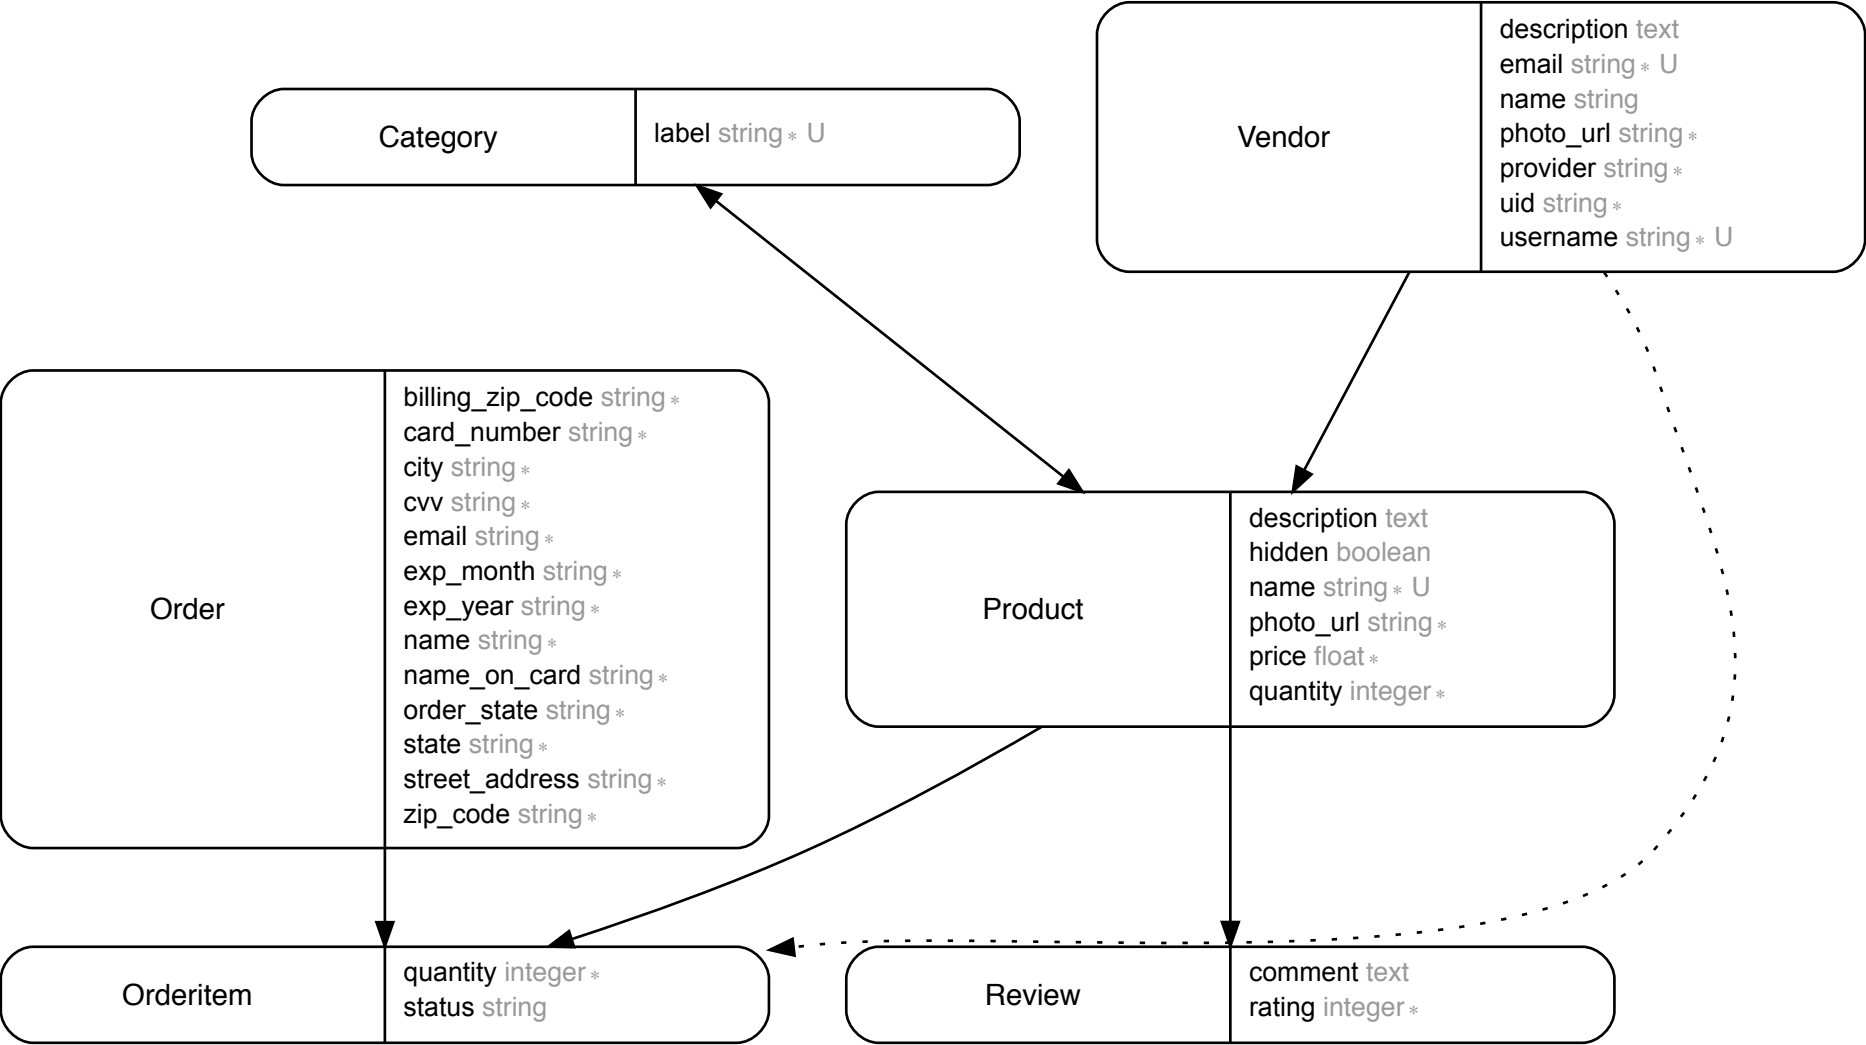 Category
label string∗ U
Vendor
description text
email string∗ U
name string
photo_url string∗
provider string∗
uid string∗
username string∗ U
Order
billing_zip_code string∗
card_number string∗
city string∗
cvv string∗
email string∗
exp_month string∗
exp_year string∗
name string∗
name_on_card string∗
order_state string∗
state string∗
street_address string∗
zip_code string∗
Product
description text
hidden boolean
name string∗ U
photo_url string∗
price float∗
quantity integer∗
Orderitem
quantity integer∗
status string
Review
comment text
rating integer∗